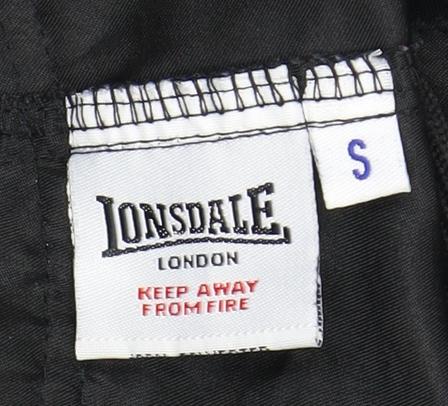 LONSDALE
LONDON
KEEP AWAY
FROM FIRE
S